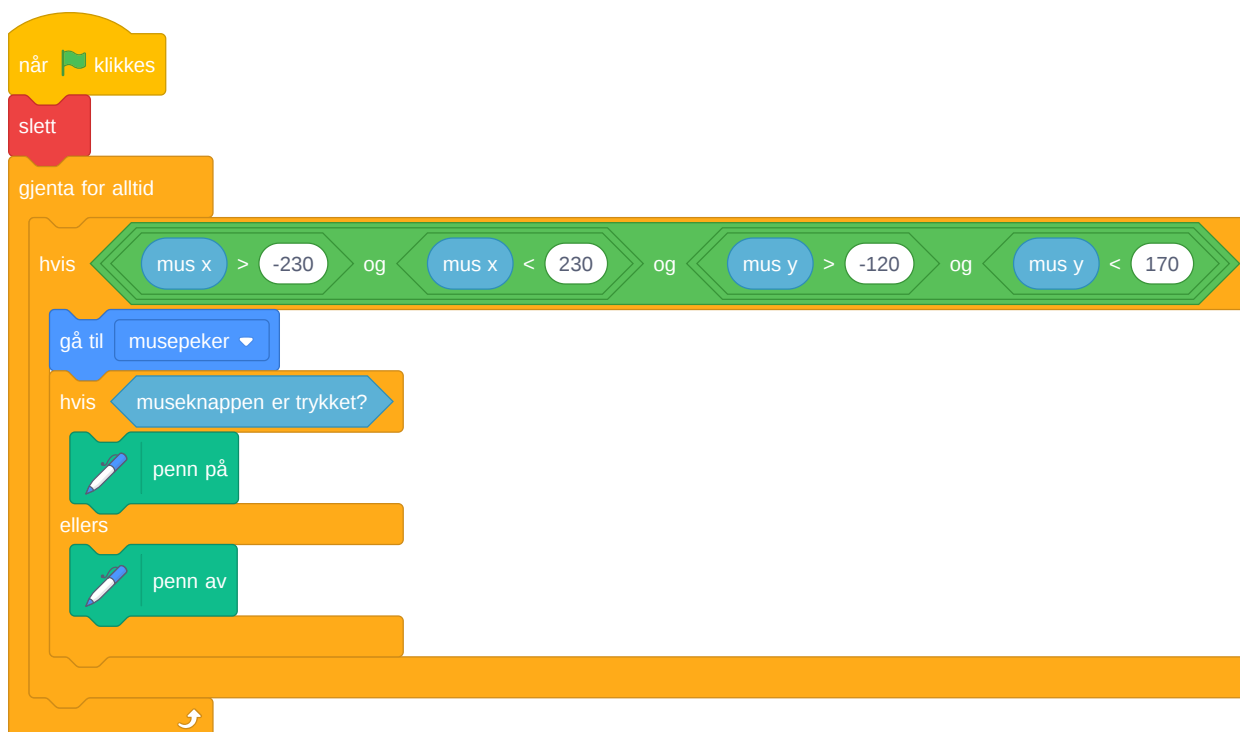 når klikkes
slett
gjenta for alltid
hvis mus x > -230 og mus x < 230 og mus y > -120 og mus y < 170
gå til musepeker
hvis museknappen er trykket?
penn på
ellers
penn av